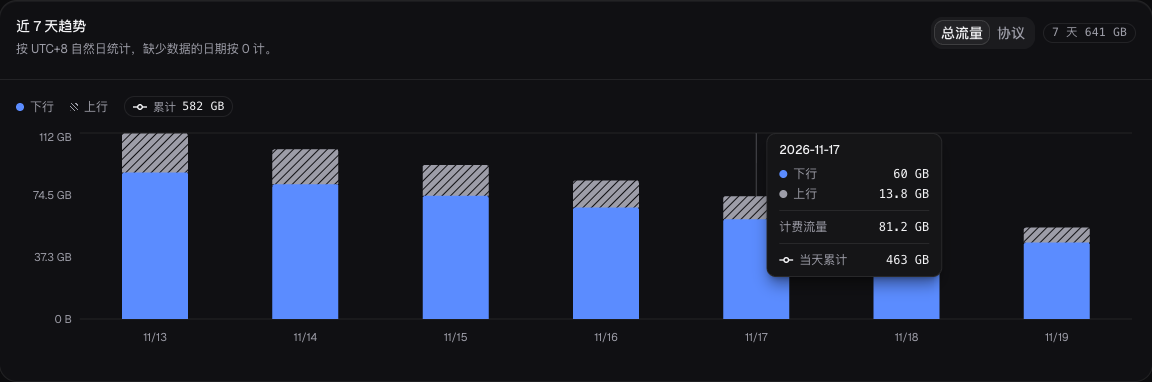 近 7 天趋势
按 UTC+8 自然日统计，缺少数据的日期按 0 计。
总流量 协议 7 天 641 GB
下行 上行 累计 582 GB
112 GB
74.5 GB
37.3 GB
0 B
2026-11-17
下行 60 GB
上行 13.8 GB
计费流量 81.2 GB
当天累计 463 GB
11/13 11/14 11/15 11/16 11/17 11/18 11/19